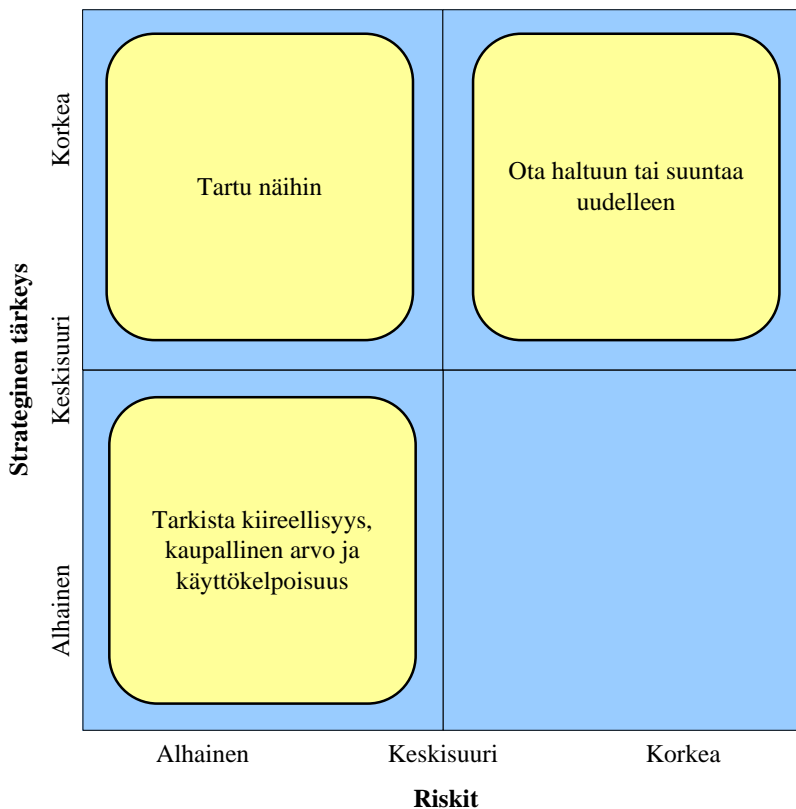 Korkea
Tartu näihin
Ota haltuun tai suuntaa
uudelleen
Strateginen tärkeys
Keskisuuri
Tarkista kiireellisyys,
kaupallinen arvo ja
käyttökelpoisuus
Alhainen
Alhainen
Keskisuuri
Korkea
Riskit